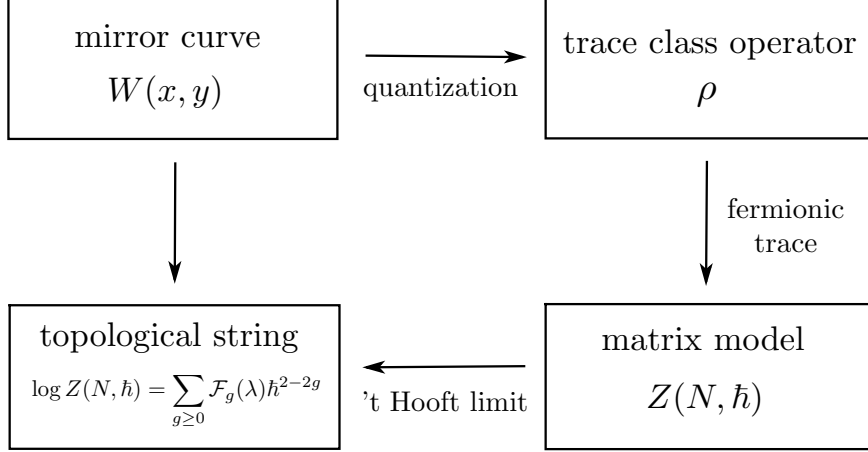 mirror curve
W(x, y)
quantization
trace class operator
ρ
fermionic
trace
topological string
log Z(N, ℏ) = ∑_{g≥0} F_g(λ)ℏ^{2−2g}
't Hooft limit
matrix model
Z(N, ℏ)